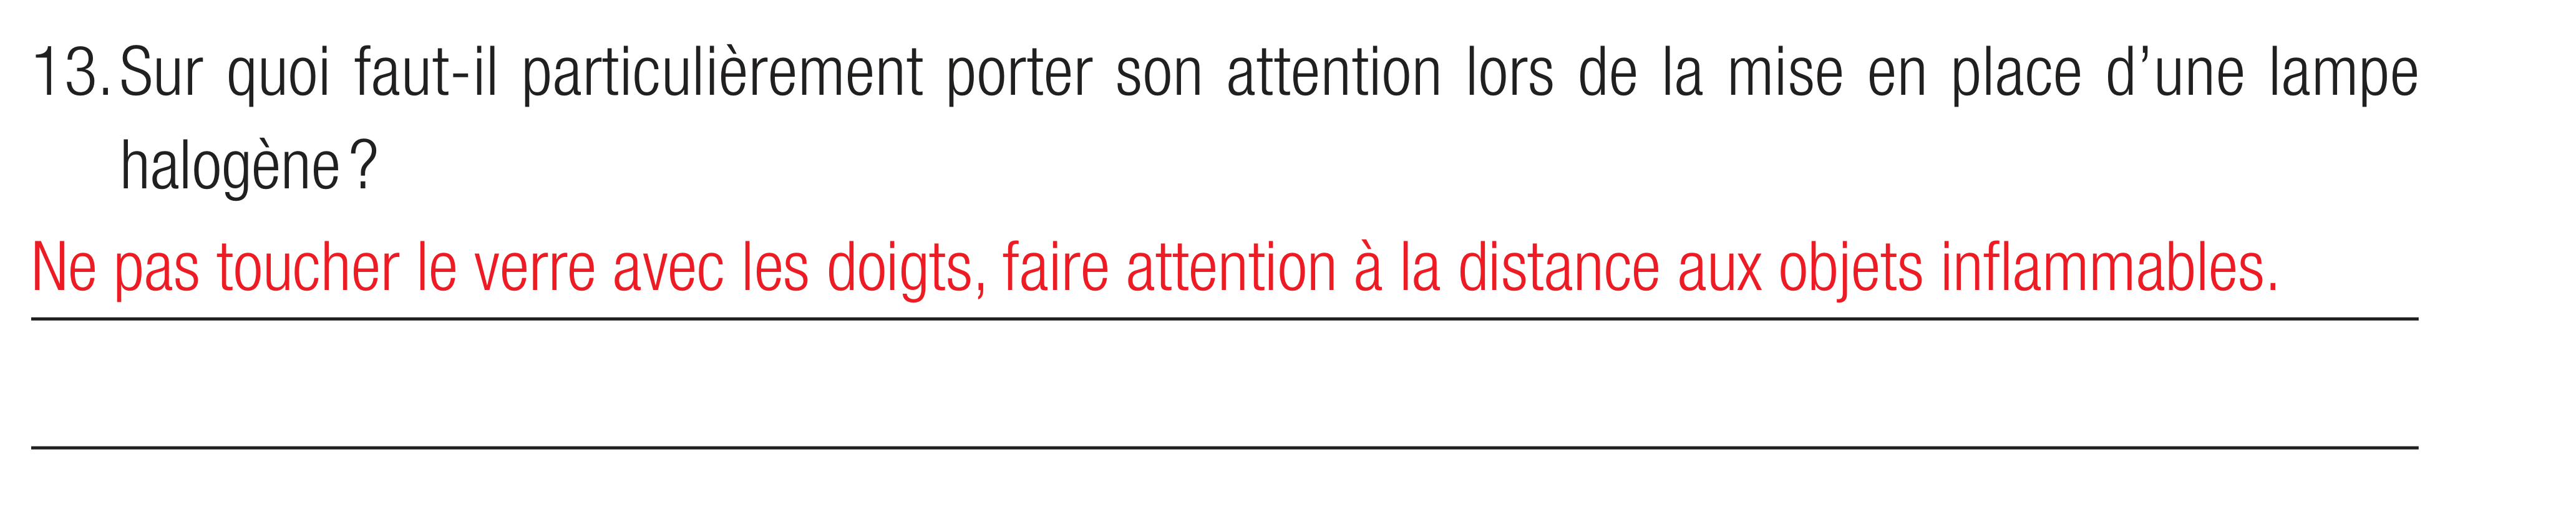 13. Sur quoi faut-il particulièrement porter son attention lors de la mise en place d’une lampe
halogène ?
Ne pas toucher le verre avec les doigts, faire attention à la distance aux objets inflammables.